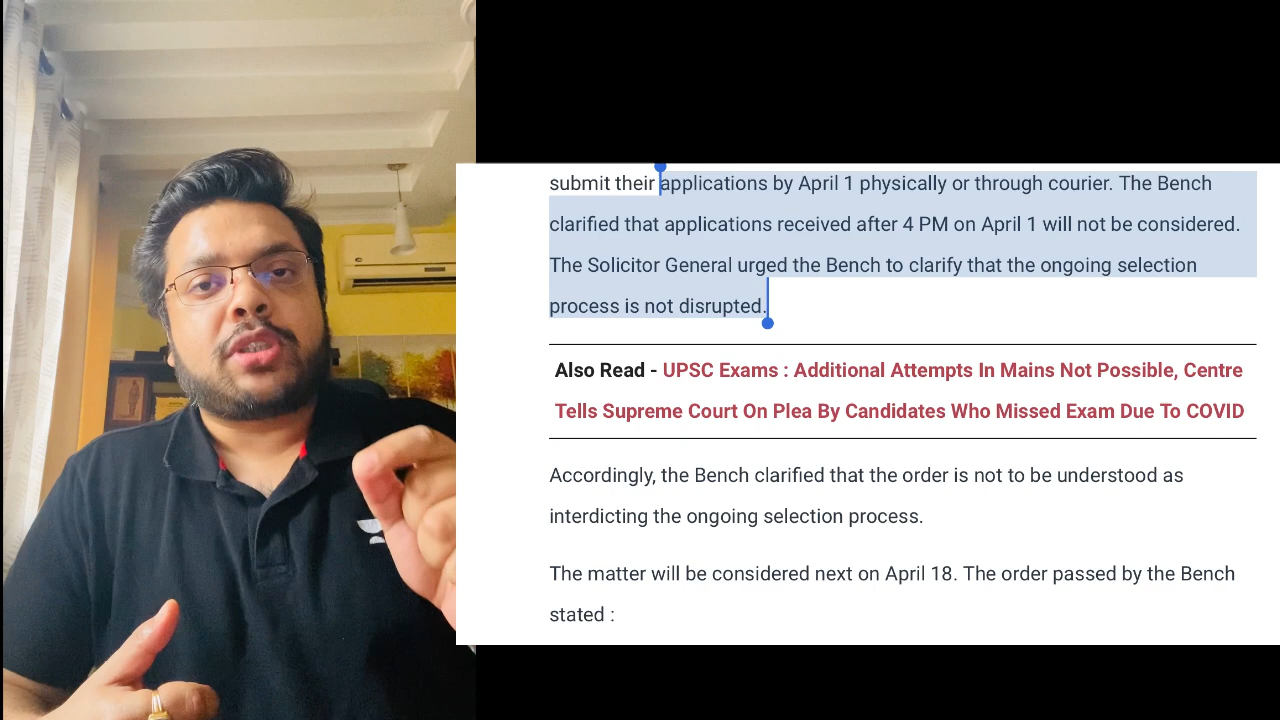 submit their applications by April 1 physically or through courier. The Bench
clarified that applications received after 4 PM on April 1 will not be considered.
The Solicitor General urged the Bench to clarify that the ongoing selection
process is not disrupted.
Also Read - UPSC Exams : Additional Attempts In Mains Not Possible, Centre
Tells Supreme Court On Plea By Candidates Who Missed Exam Due To COVID
Accordingly, the Bench clarified that the order is not to be understood as
interdicting the ongoing selection process.
The matter will be considered next on April 18. The order passed by the Bench
stated :